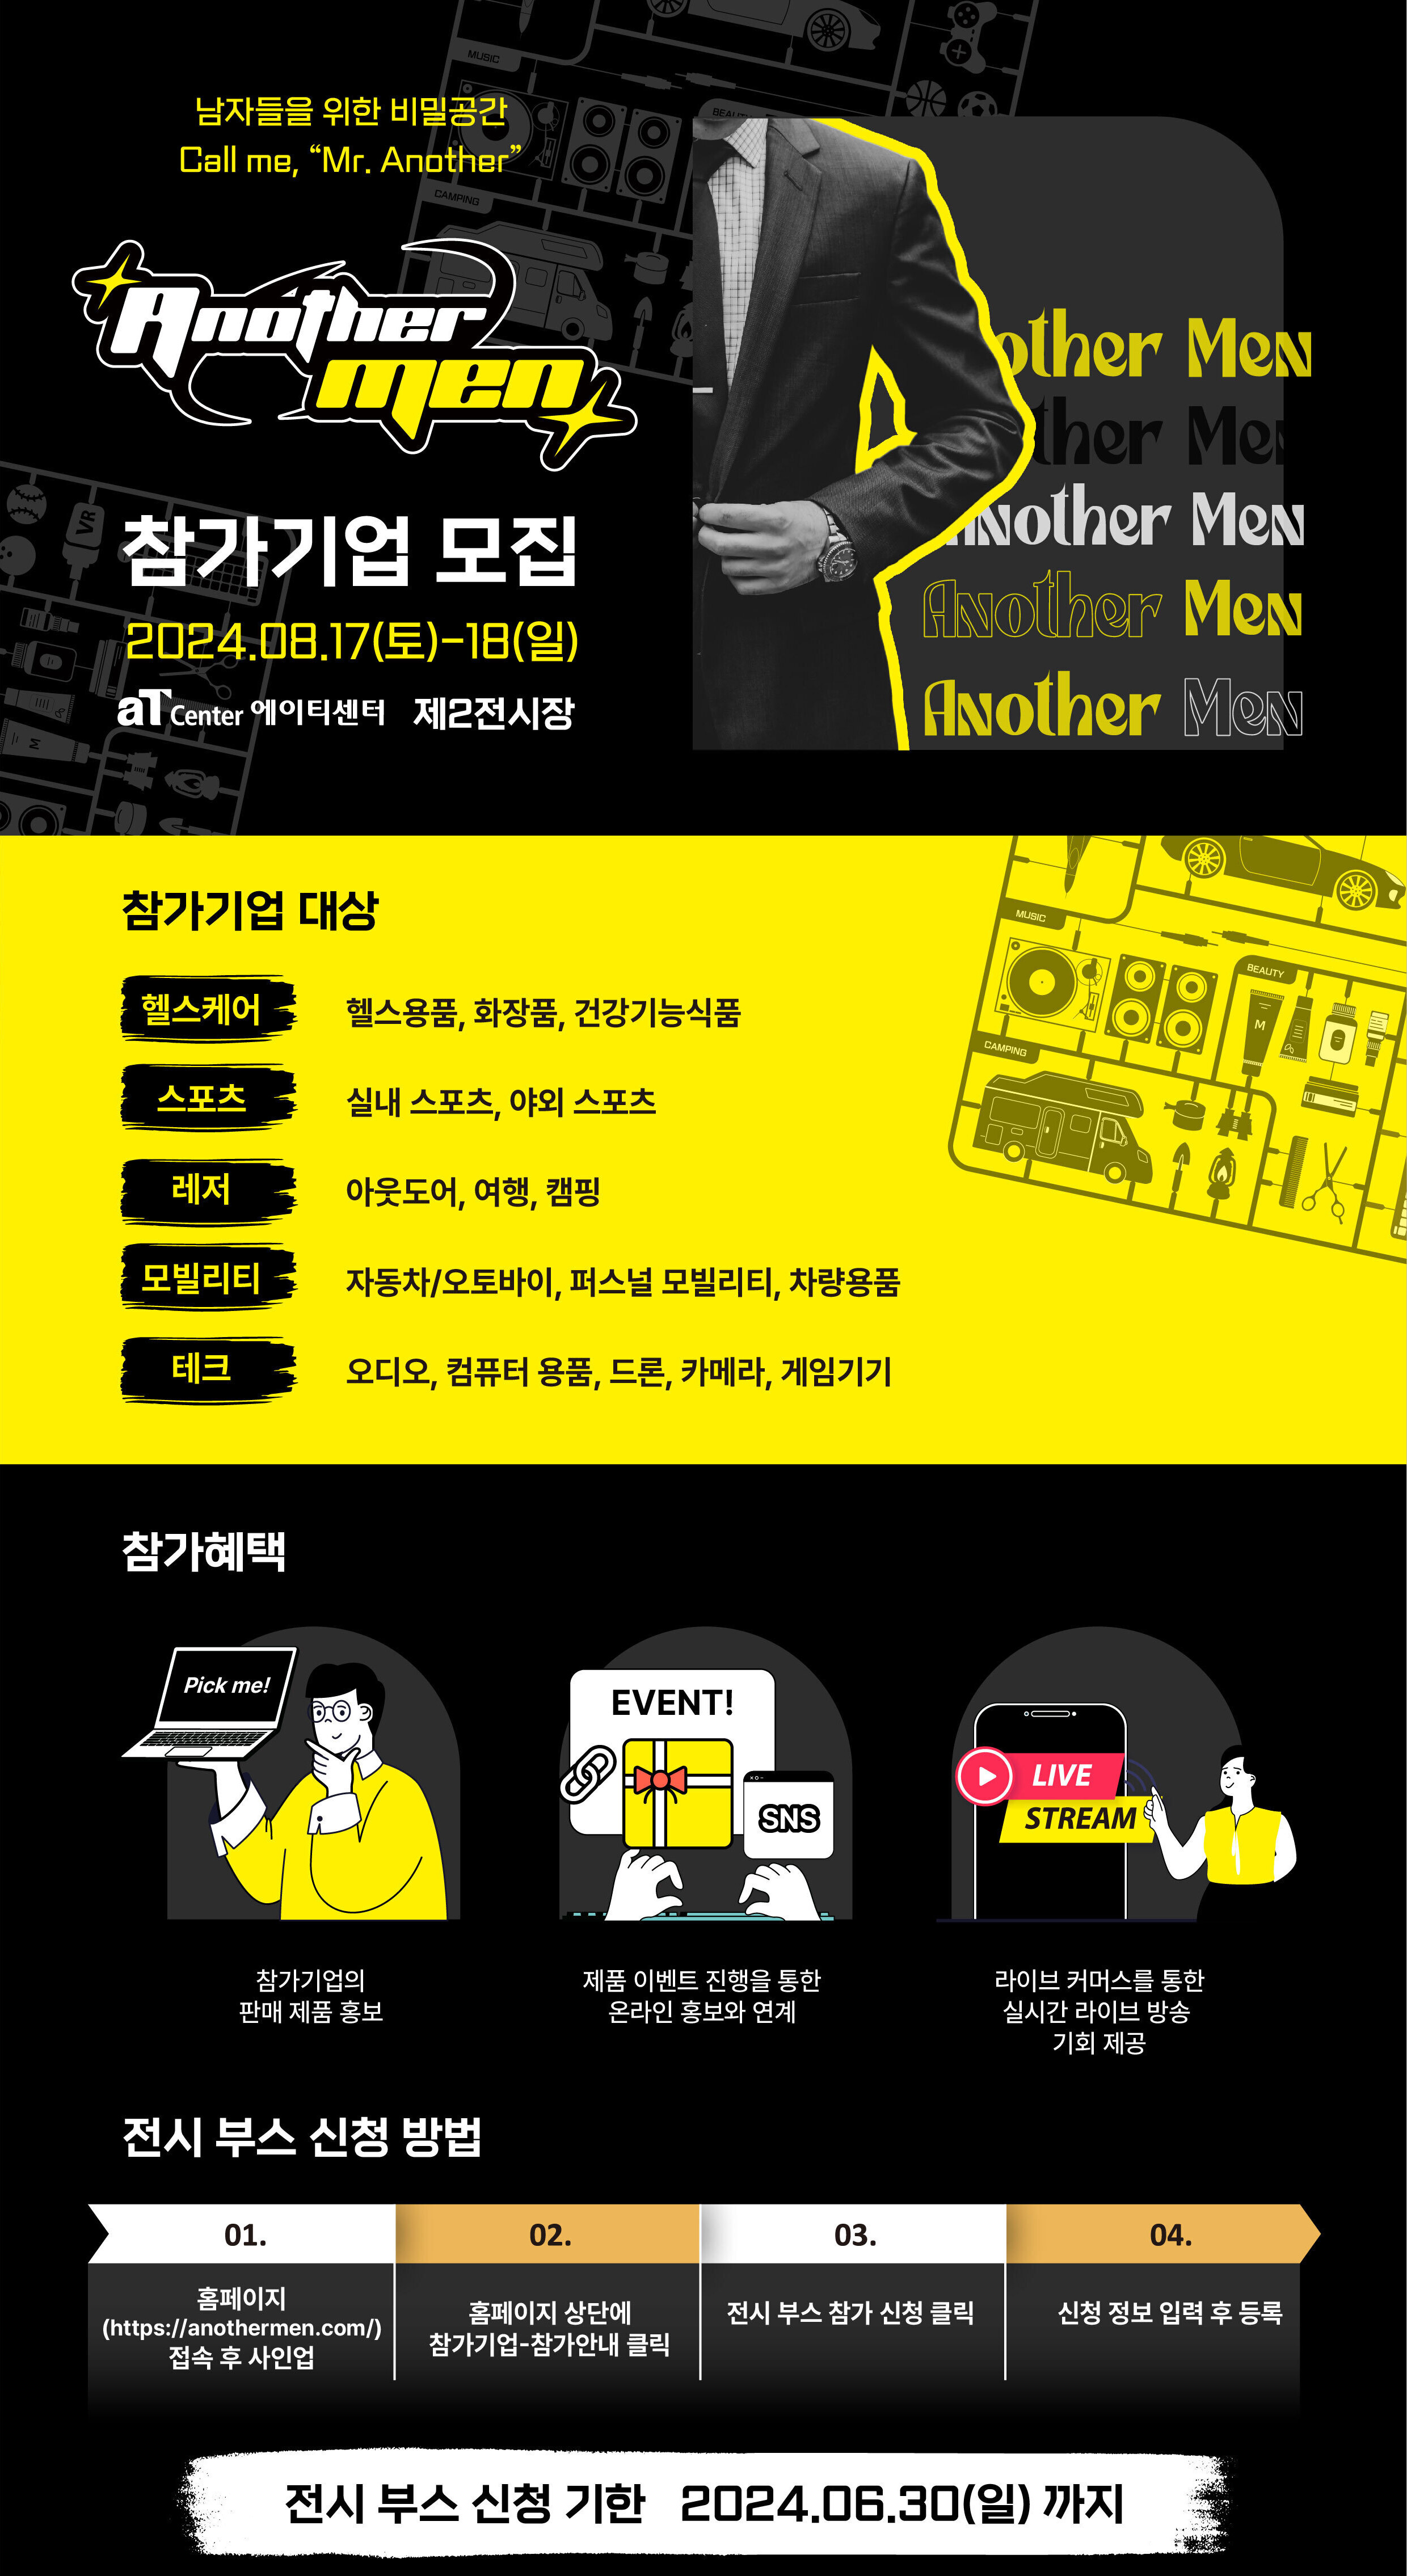 남자들을 위한 비밀공간
Call me, “Mr. Another”
Another
men
참가기업 모집
2024.08.17(토)-18(일)
aT Center 에이티센터 제2전시장
MUSIC
CAMPING
VR
M
other Men
ther Me
Another Men
Another Men
Another Men
참가기업 대상
헬스케어 헬스용품, 화장품, 건강기능식품
스포츠 실내 스포츠, 야외 스포츠
레저 아웃도어, 여행, 캠핑
모빌리티 자동차/오토바이, 퍼스널 모빌리티, 차량용품
테크 오디오, 컴퓨터 용품, 드론, 카메라, 게임기기
MUSIC
BEAUTY
M
CAMPING
참가혜택
Pick me!
EVENT!
SNS
LIVE
STREAM
참가기업의
판매 제품 홍보
제품 이벤트 진행을 통한
온라인 홍보와 연계
라이브 커머스를 통한
실시간 라이브 방송
기회 제공
전시 부스 신청 방법
01.
홈페이지
(https://anothermen.com/)
접속 후 사인업
02.
홈페이지 상단에
참가기업-참가안내 클릭
03.
전시 부스 참가 신청 클릭
04.
신청 정보 입력 후 등록
전시 부스 신청 기한 2024.06.30(일) 까지